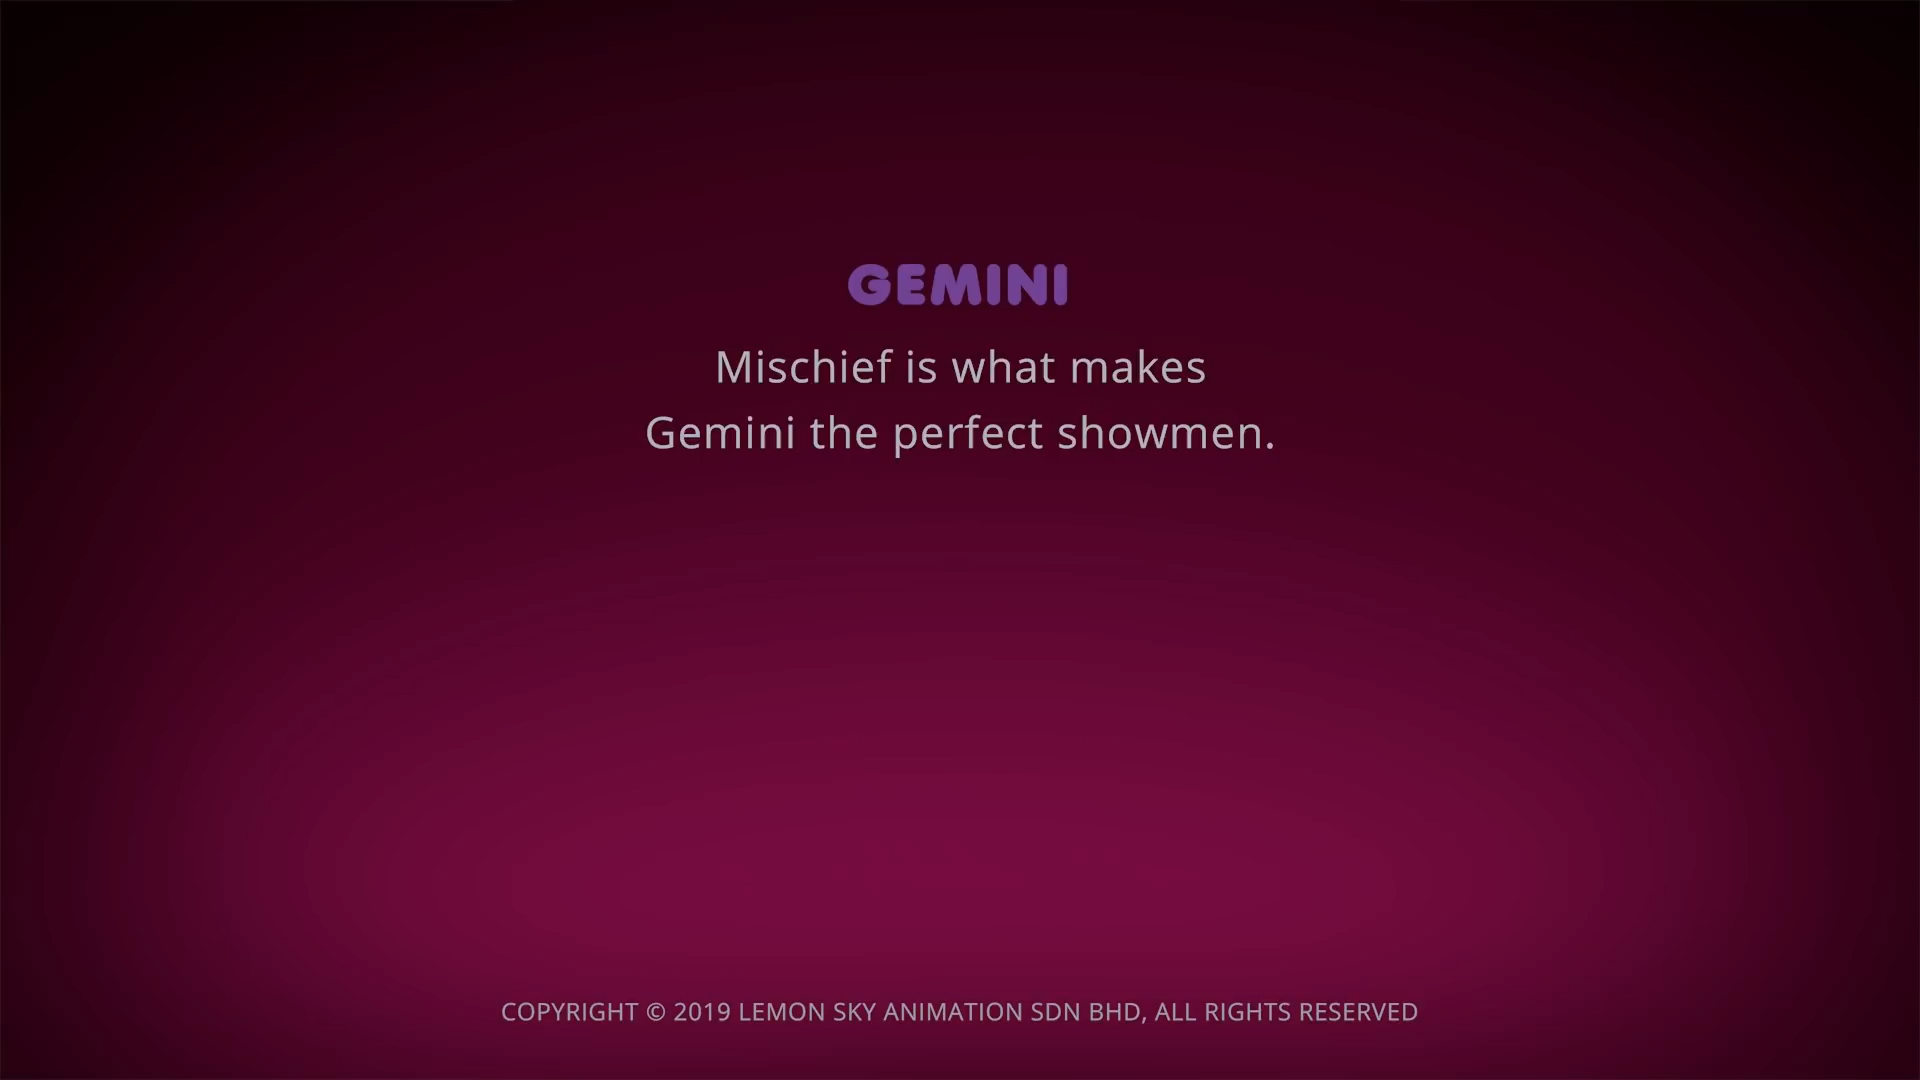 GEMINI
Mischief is what makes
Gemini the perfect showmen.
COPYRIGHT © 2019 LEMON SKY ANIMATION SDN BHD, ALL RIGHTS RESERVED